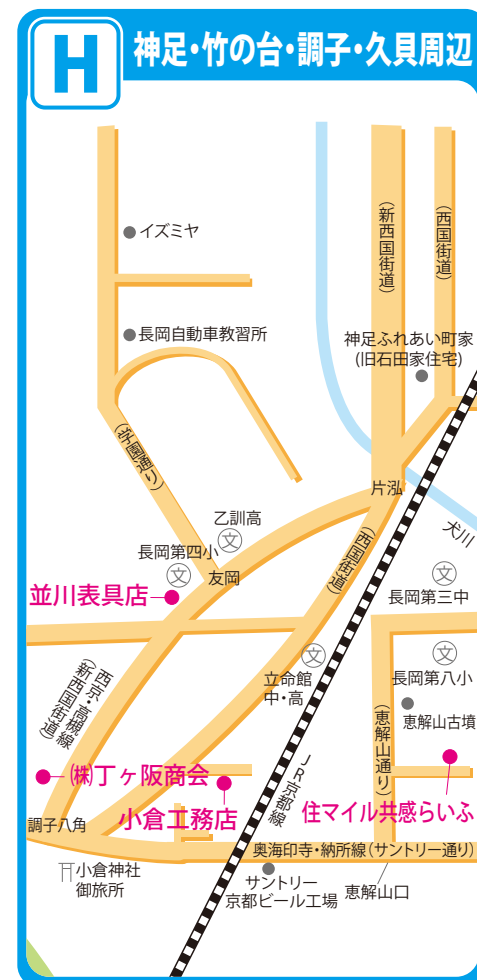 H
神足・竹の台・調子・久貝周辺
イズミヤ
(新西国街道)
(西国街道)
長岡自動車教習所
神足ふれあい町家
(旧石田家住宅)
(学園通り)
片泓
乙訓高
文
犬川
長岡第四小
文
友岡
(西国街道)
文
長岡第三中
並川表具店
文
立命館
中・高
文
長岡第八小
西京・高槻線
(新西国街道)
(恵解山通り)
恵解山古墳
JR京都線
㈱丁ヶ阪商会
小倉工務店
住マイル共感らいふ
調子八角
奥海印寺・納所線(サントリー通り)
小倉神社
御旅所
サントリー
京都ビール工場
恵解山口